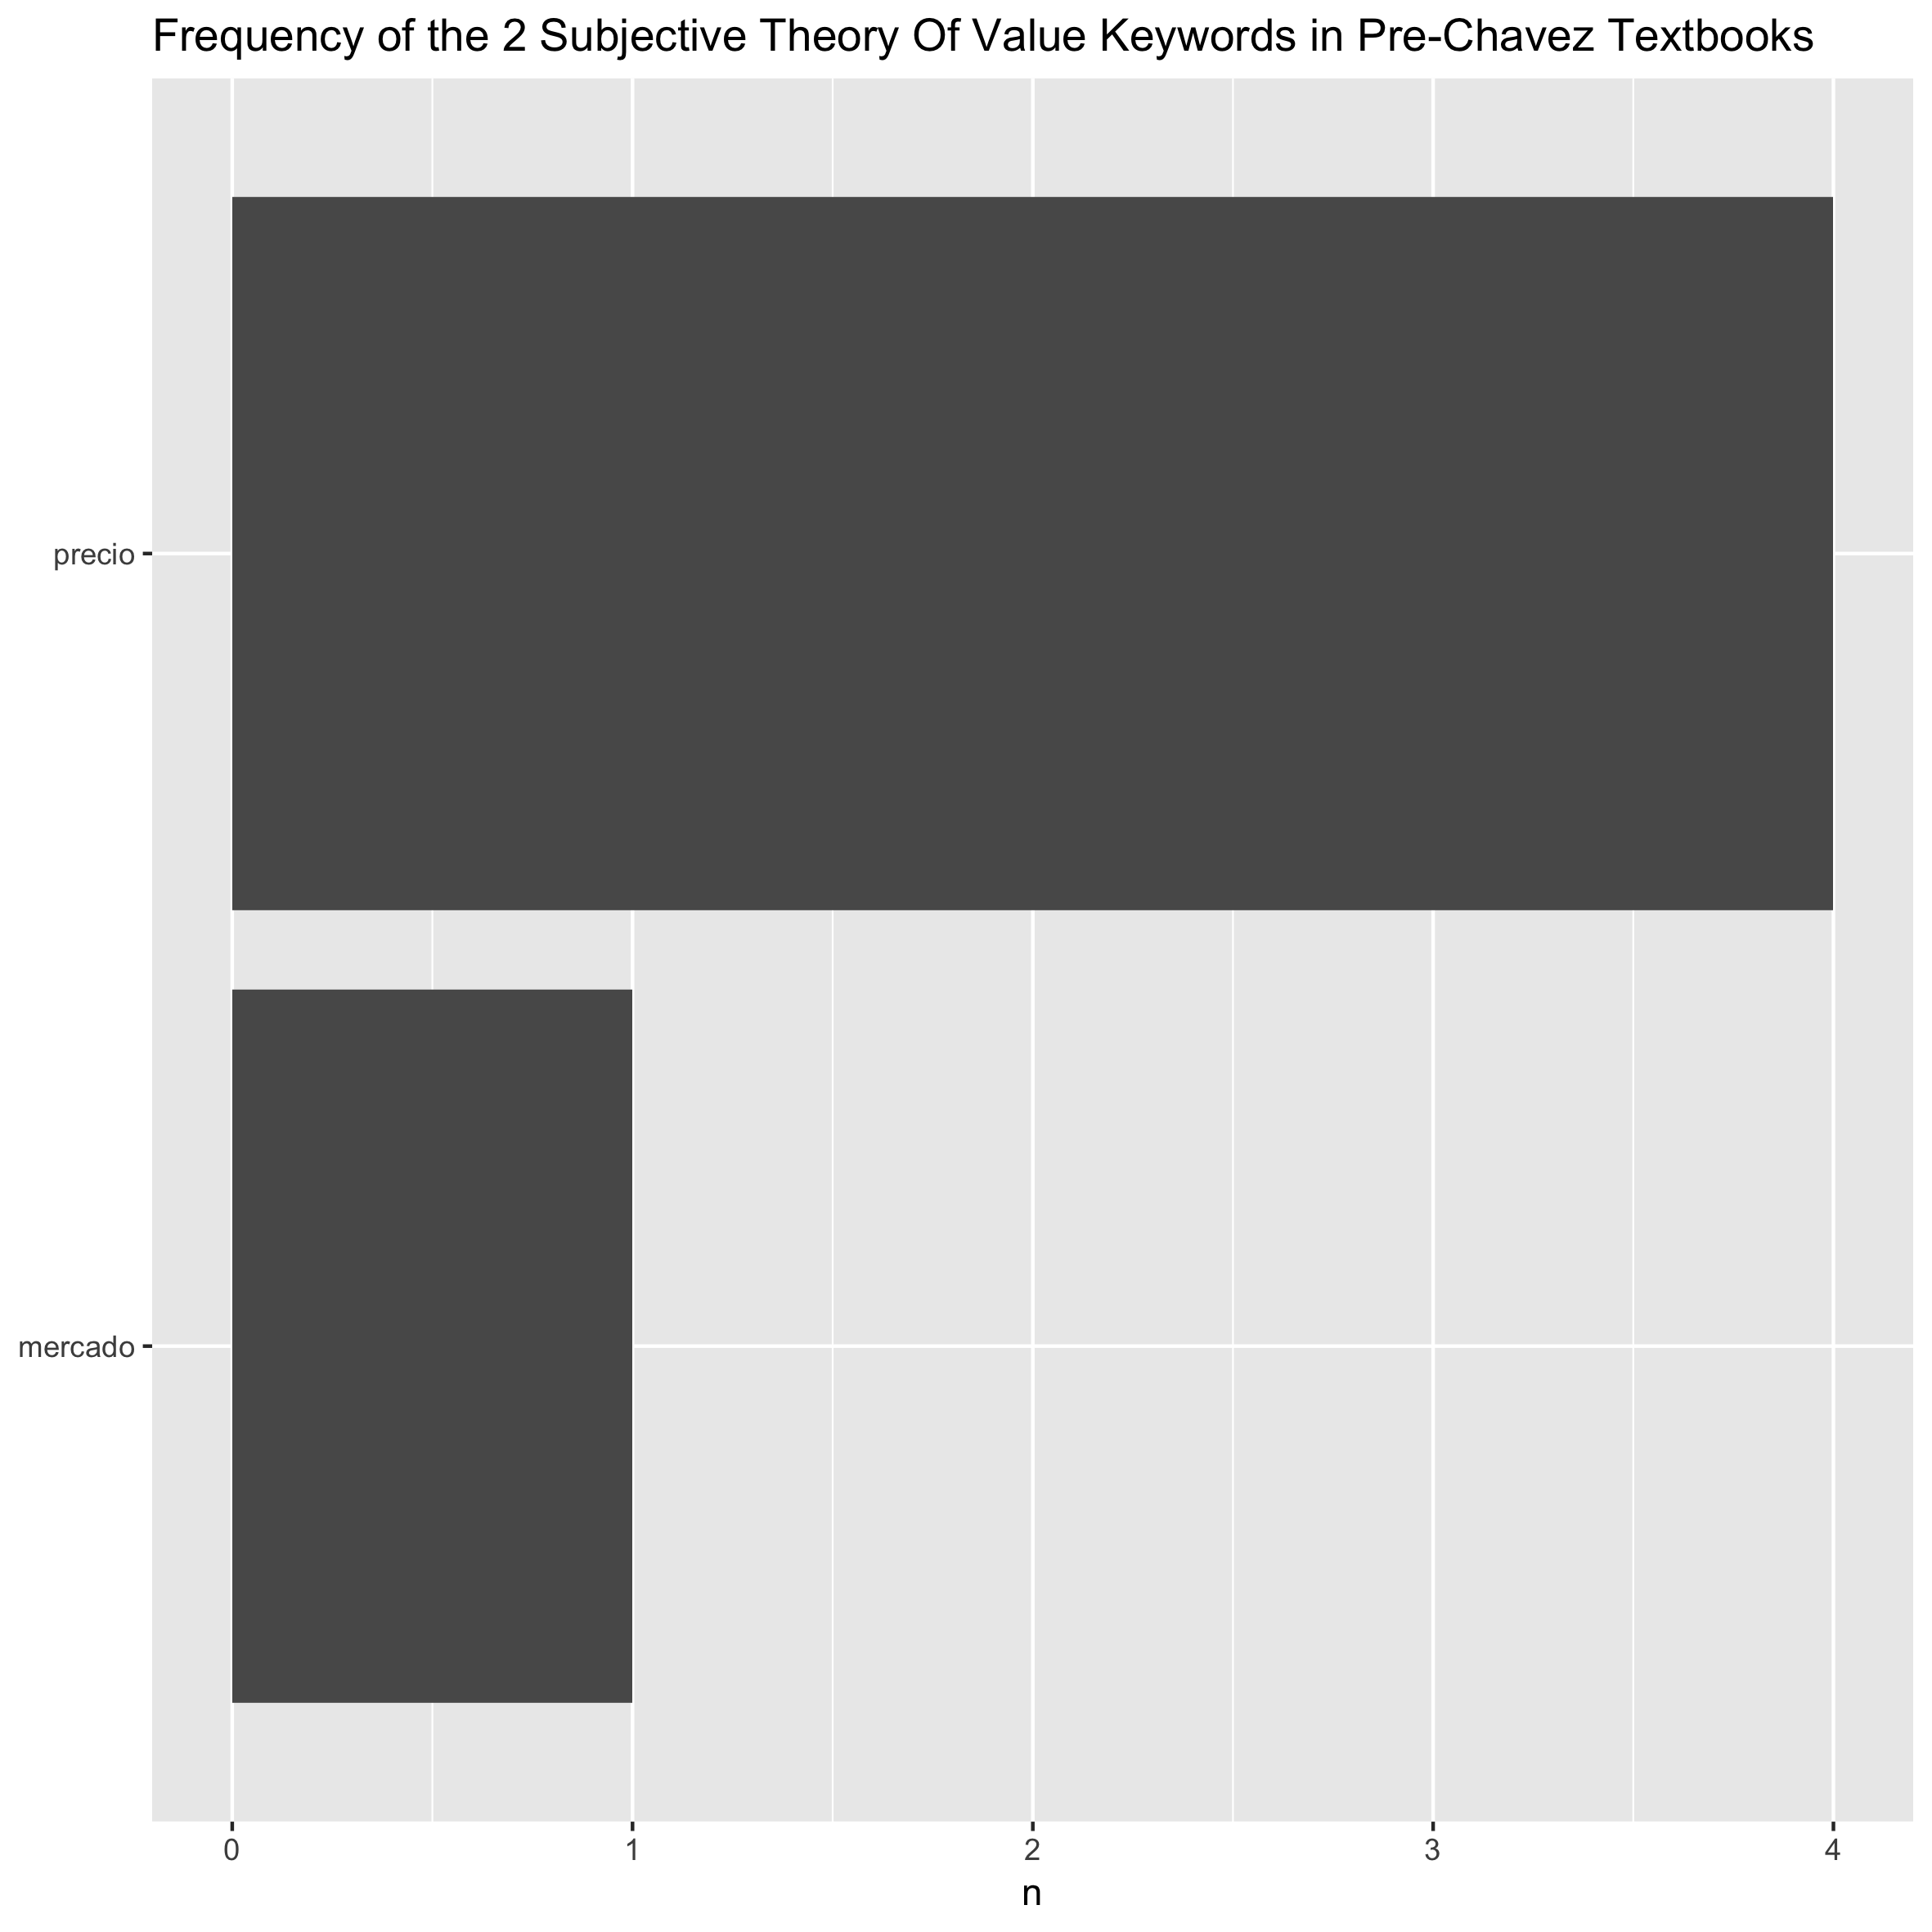 Frequency of the 2 Subjective Theory Of Value Keywords in Pre-Chavez Textbooks
precio
mercado
0 1 2 3 4
n